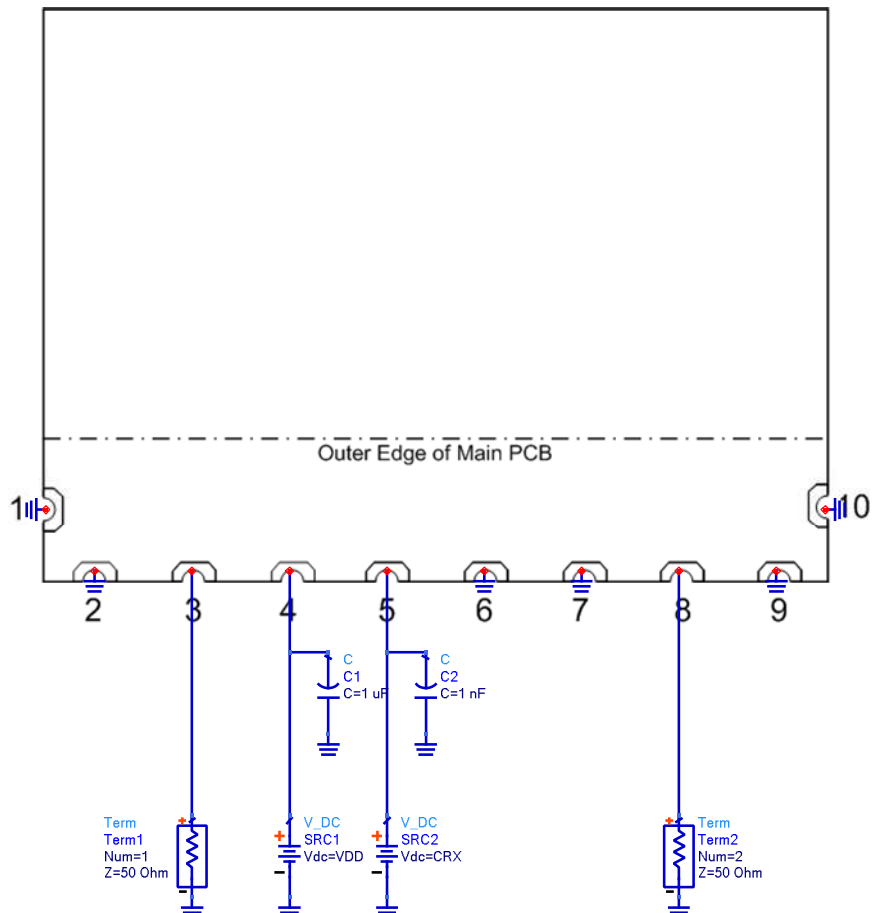 Outer Edge of Main PCB
1
10
2
3
4
5
6
7
8
9
C
C1
C=1 uF
C
C2
C=1 nF
Term
Term1
Num=1
Z=50 Ohm
V_DC
SRC1
Vdc=VDD
V_DC
SRC2
Vdc=CRX
Term
Term2
Num=2
Z=50 Ohm